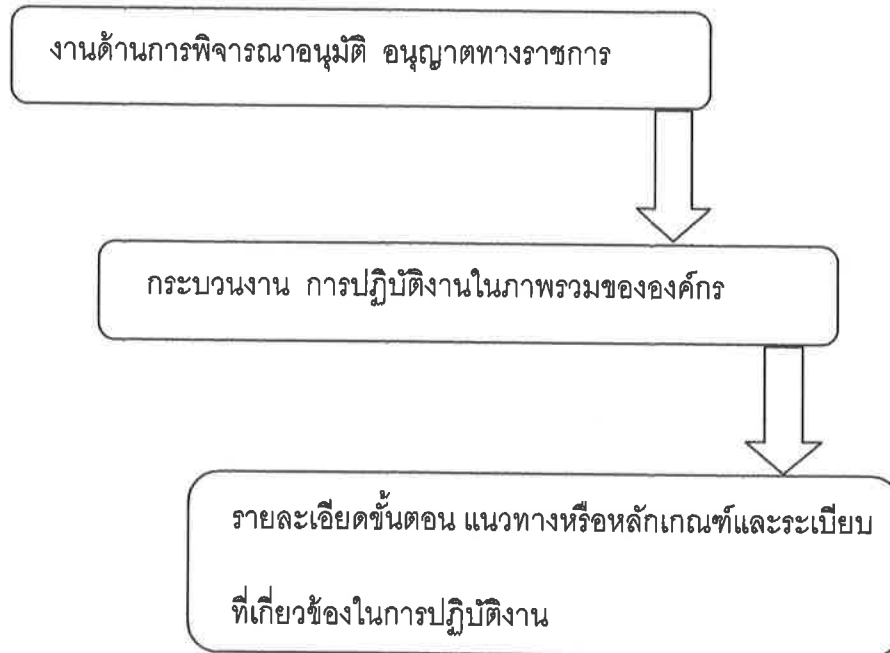 งานด้านการพิจารณาอนุมัติ อนุญาตทางราชการ
กระบวนงาน การปฏิบัติงานในภาพรวมขององค์กร
รายละเอียดขั้นตอน แนวทางหรือหลักเกณฑ์และระเบียบ
ที่เกี่ยวข้องในการปฏิบัติงาน